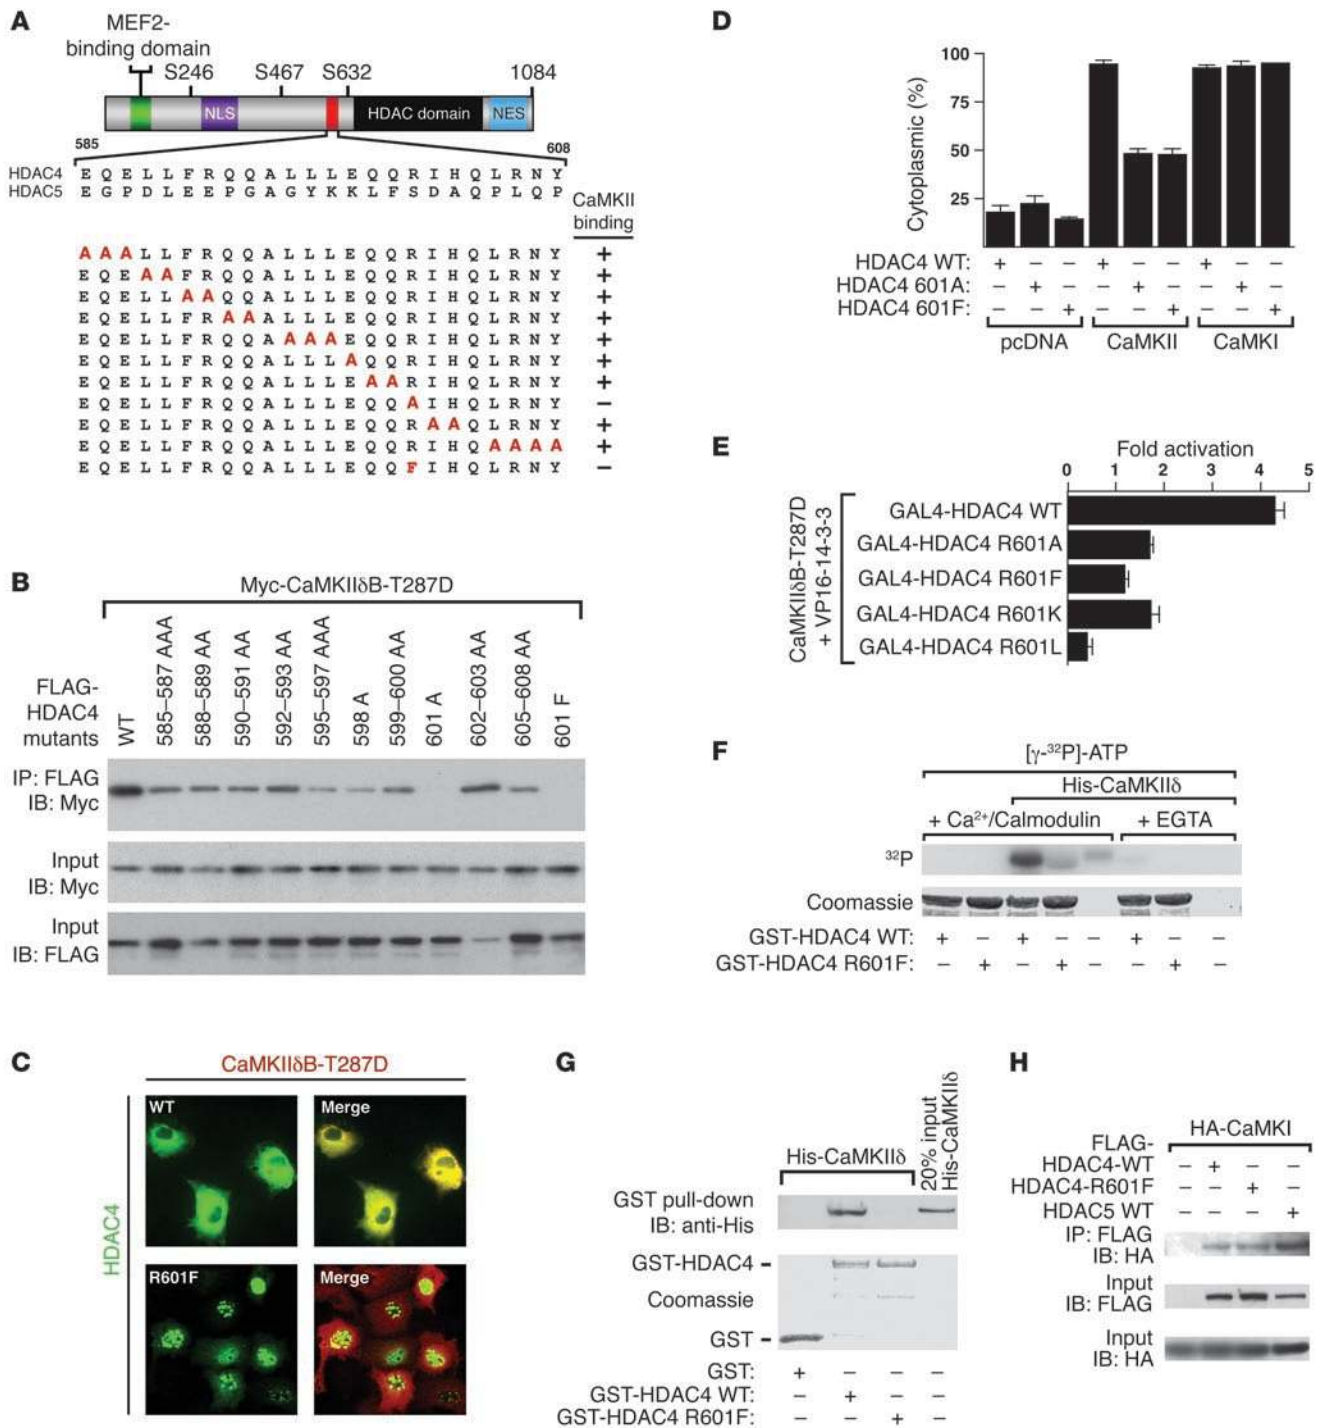 A
MEF2-
binding domain
S246 S467 S632 1084
NLS HDAC domain NES
585 608
HDAC4 E Q E L L F R Q Q A L L L E Q Q R I H Q L R N Y
HDAC5 E G P D L E E P G A G Y K K L F S D A Q P L Q P
CaMKII
binding
A A A L L F R Q Q A L L L E Q Q R I H Q L R N Y +
E Q E A A F R Q Q A L L L E Q Q R I H Q L R N Y +
E Q E L L A A Q Q A L L L E Q Q R I H Q L R N Y +
E Q E L L F R A A A L L L E Q Q R I H Q L R N Y +
E Q E L L F R Q Q A A A A E Q Q R I H Q L R N Y +
E Q E L L F R Q Q A L L L A Q Q R I H Q L R N Y +
E Q E L L F R Q Q A L L L E A A R I H Q L R N Y +
E Q E L L F R Q Q A L L L E Q Q A I H Q L R N Y −
E Q E L L F R Q Q A L L L E Q Q R A A Q L R N Y +
E Q E L L F R Q Q A L L L E Q Q R I H Q A A A A +
E Q E L L F R Q Q A L L L E Q Q F I H Q L R N Y −
B
Myc-CaMKIIδB-T287D
FLAG-
HDAC4
mutants
WT
585–587 AAA
588–589 AA
590–591 AA
592–593 AA
595–597 AAA
598 A
599–600 AA
601 A
602–603 AA
605–608 AA
601 F
IP: FLAG
IB: Myc
Input
IB: Myc
Input
IB: FLAG
C
CaMKIIδB-T287D
HDAC4
WT Merge
R601F Merge
D
Cytoplasmic (%)
100
75
50
25
HDAC4 WT: + − − + − − + − −
HDAC4 601A: − + − − + − − + −
HDAC4 601F: − − + − − + − − +
pcDNA CaMKII CaMKI
E
Fold activation
0 1 2 3 4 5
CaMKIIδB-T287D
+ VP16-14-3-3
GAL4-HDAC4 WT
GAL4-HDAC4 R601A
GAL4-HDAC4 R601F
GAL4-HDAC4 R601K
GAL4-HDAC4 R601L
F
[γ-³²P]-ATP
His-CaMKIIδ
+ Ca²⁺/Calmodulin + EGTA
³²P
Coomassie
GST-HDAC4 WT: + − + − − + − −
GST-HDAC4 R601F: − + − + − − + −
G
His-CaMKIIδ
20% input
His-CaMKIIδ
GST pull-down
IB: anti-His
GST-HDAC4
Coomassie
GST
GST: + − − −
GST-HDAC4 WT: − + − −
GST-HDAC4 R601F: − − + −
H
HA-CaMKI
FLAG-
HDAC4-WT − + − −
HDAC4-R601F − − + −
HDAC5 WT − − − +
IP: FLAG
IB: HA
Input
IB: FLAG
Input
IB: HA